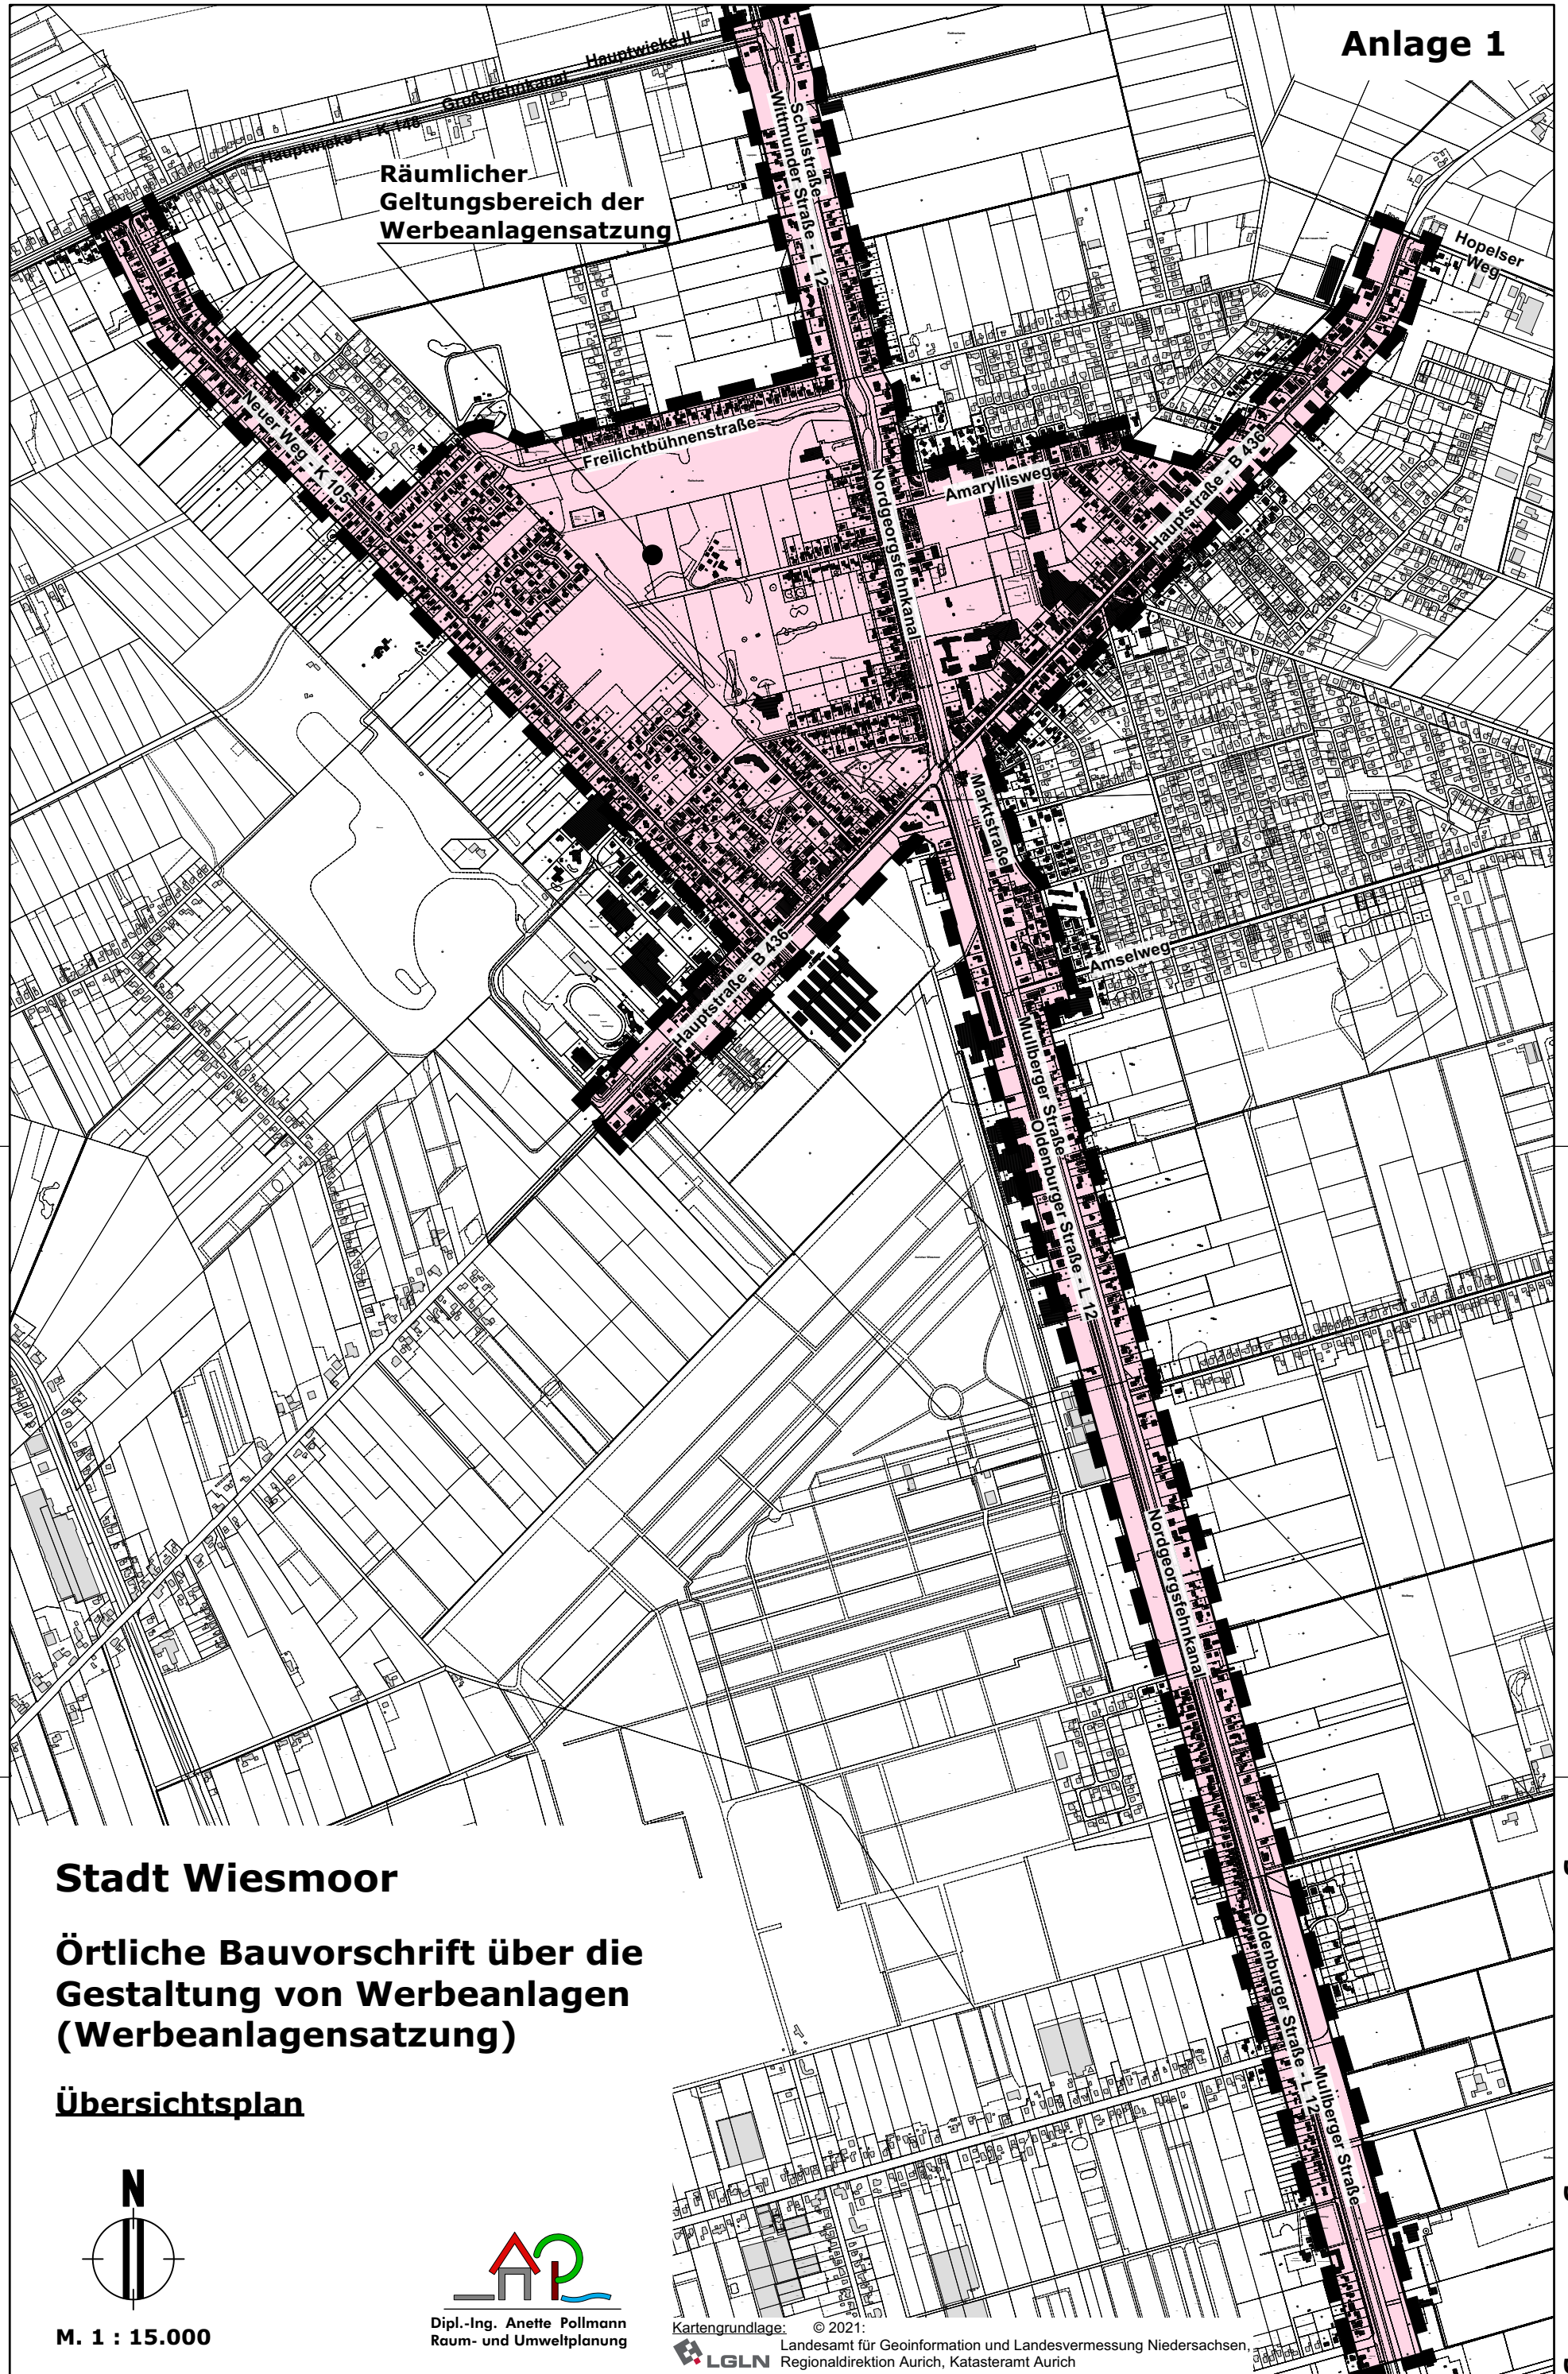 Anlage 1
Hauptwieke II
Großefehnkanal
Hauptwieke I - K 146
Räumlicher
Geltungsbereich der
Werbeanlagensatzung
Schulstraße
Wittmunder Straße - L 12
Hopelser
Weg
Neuer Weg - K 105
Freilichtbühnenstraße
Nordgeorgsfehnkanal
Amaryllisweg
Hauptstraße - B 436
Marktstraße
Amselweg
Hauptstraße - B 436
Mullberger Straße
Oldenburger Straße - L 12
Nordgeorgsfehnkanal
Oldenburger Straße - L 12
Mullberger Straße
Stadt Wiesmoor
Örtliche Bauvorschrift über die
Gestaltung von Werbeanlagen
(Werbeanlagensatzung)
Übersichtsplan
N
M. 1 : 15.000
Dipl.-Ing. Anette Pollmann
Raum- und Umweltplanung
Kartengrundlage: © 2021:
LGLN
Landesamt für Geoinformation und Landesvermessung Niedersachsen,
Regionaldirektion Aurich, Katasteramt Aurich